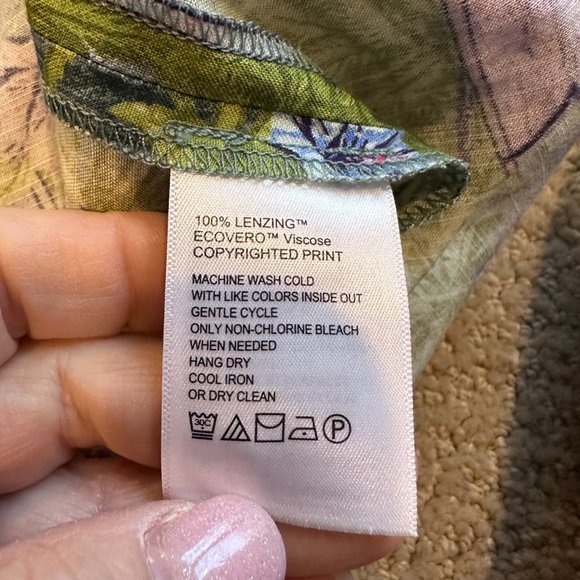 100% LENZING™
ECOVERO™ Viscose
COPYRIGHTED PRINT
MACHINE WASH COLD
WITH LIKE COLORS INSIDE OUT
GENTLE CYCLE
ONLY NON-CHLORINE BLEACH
WHEN NEEDED
HANG DRY
COOL IRON
OR DRY CLEAN
30C P